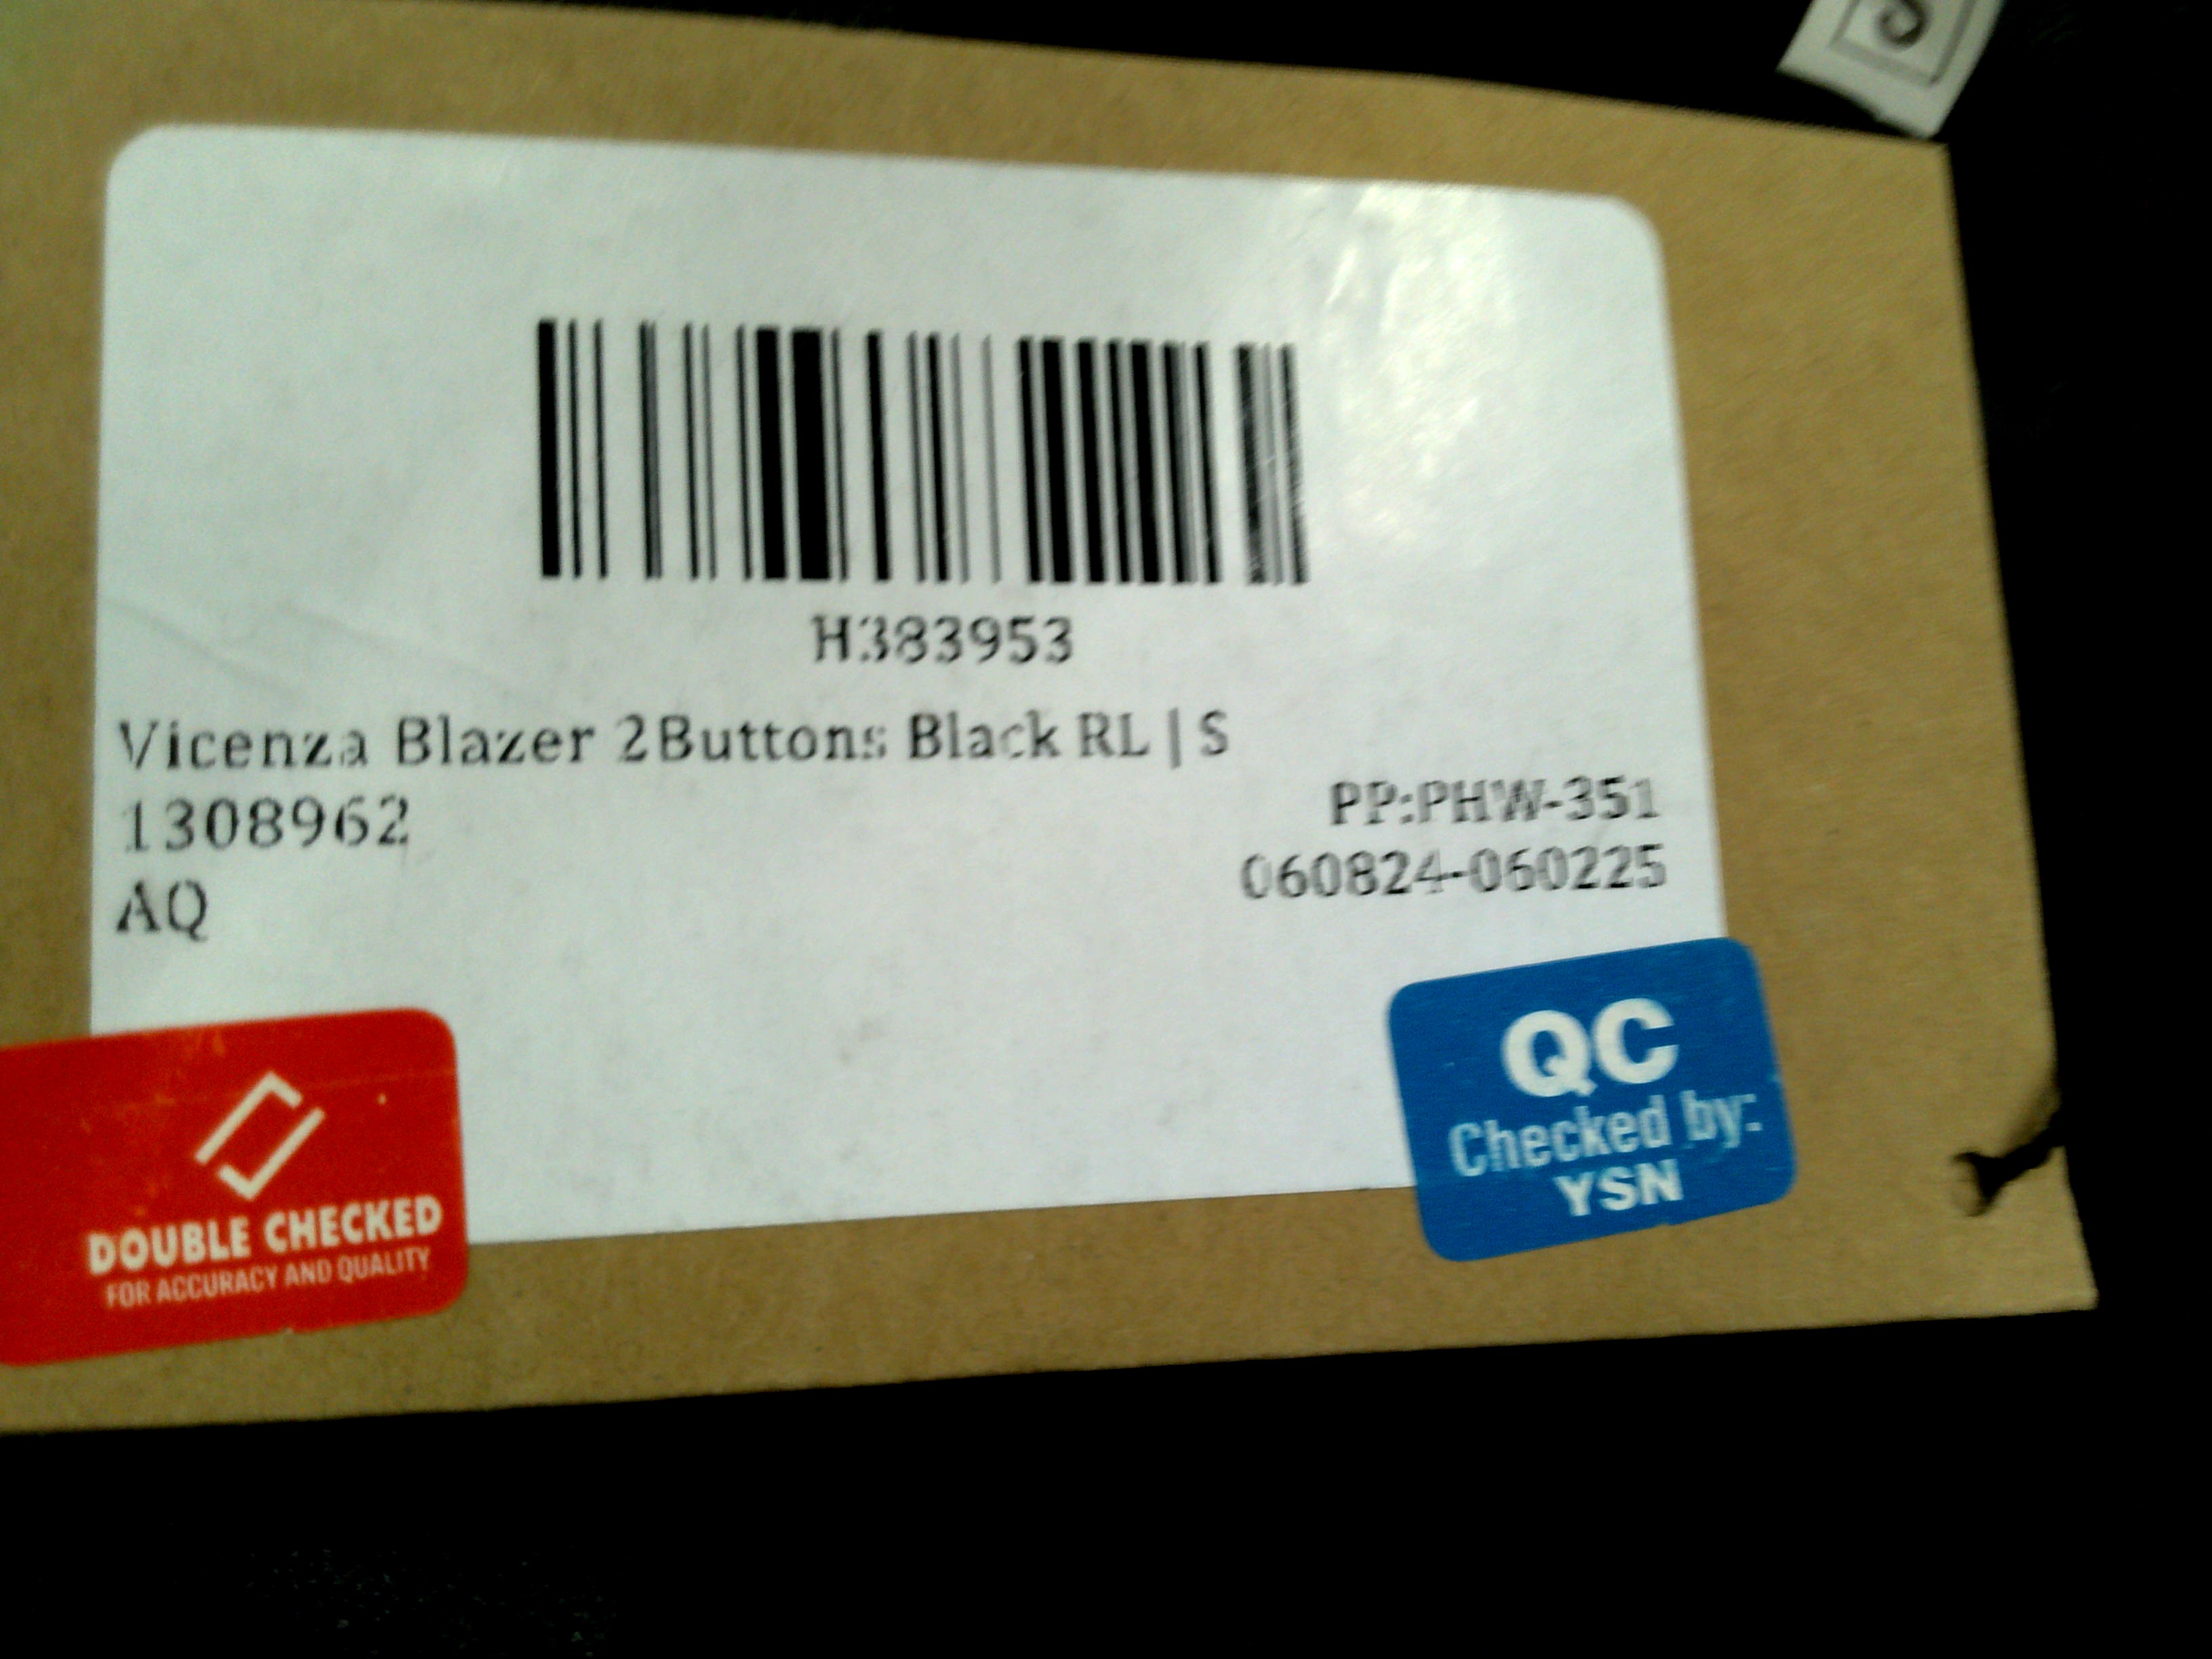 H383953
Vicenza Blazer 2Buttons Black RL | S
1308962
PP:PHW-351
AQ
060824-060225
QC
Checked by:
YSN
DOUBLE CHECKED
FOR ACCURACY AND QUALITY